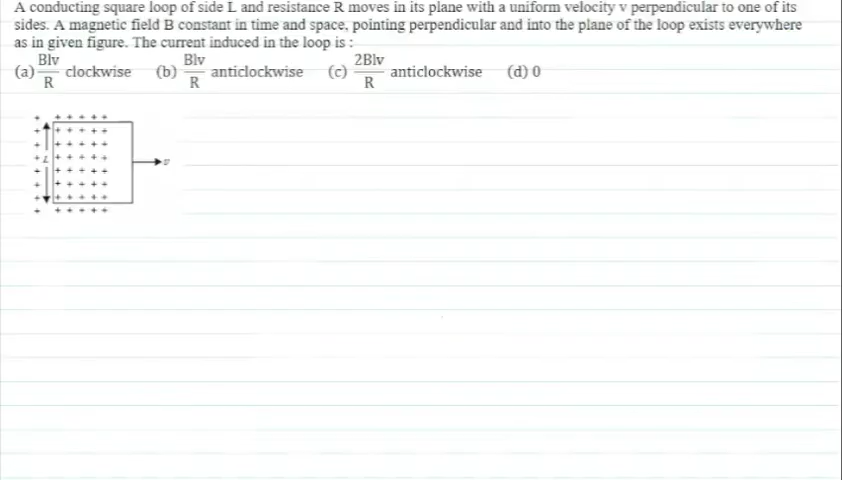 A conducting square loop of side L and resistance R moves in its plane with a uniform velocity v perpendicular to one of its
sides. A magnetic field B constant in time and space, pointing perpendicular and into the plane of the loop exists everywhere
as in given figure. The current induced in the loop is :
(a) Blv/R clockwise (b) Blv/R anticlockwise (c) 2Blv/R anticlockwise (d) 0
L
v